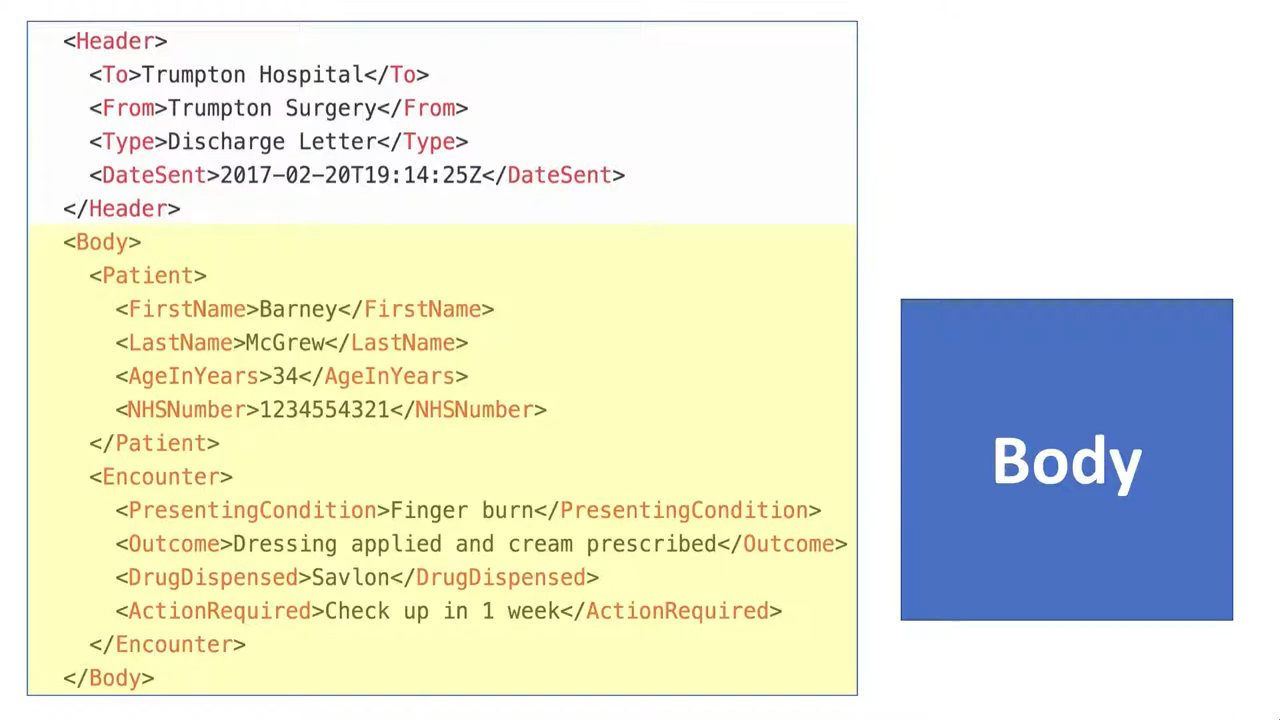 <Header>
<To>Trumpton Hospital</To>
<From>Trumpton Surgery</From>
<Type>Discharge Letter</Type>
<DateSent>2017-02-20T19:14:25Z</DateSent>
</Header>
<Body>
<Patient>
<FirstName>Barney</FirstName>
<LastName>McGrew</LastName>
<AgeInYears>34</AgeInYears>
<NHSNumber>1234554321</NHSNumber>
</Patient>
<Encounter>
<PresentingCondition>Finger burn</PresentingCondition>
<Outcome>Dressing applied and cream prescribed</Outcome>
<DrugDispensed>Savlon</DrugDispensed>
<ActionRequired>Check up in 1 week</ActionRequired>
</Encounter>
</Body>
Body